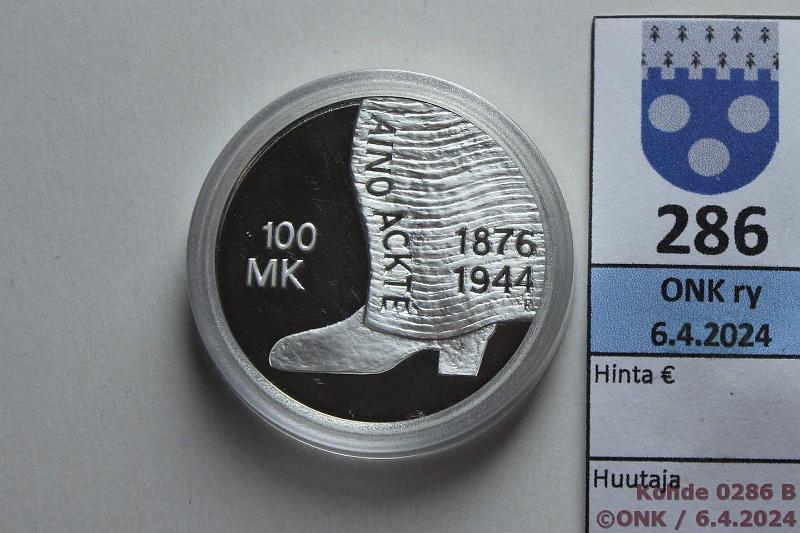 AINO ACKTÉ
100
MK
1876
1944
R
286
ONK ry
6.4.2024
Hinta €
Huutaja
Kohde 0286 B
©ONK / 6.4.2024